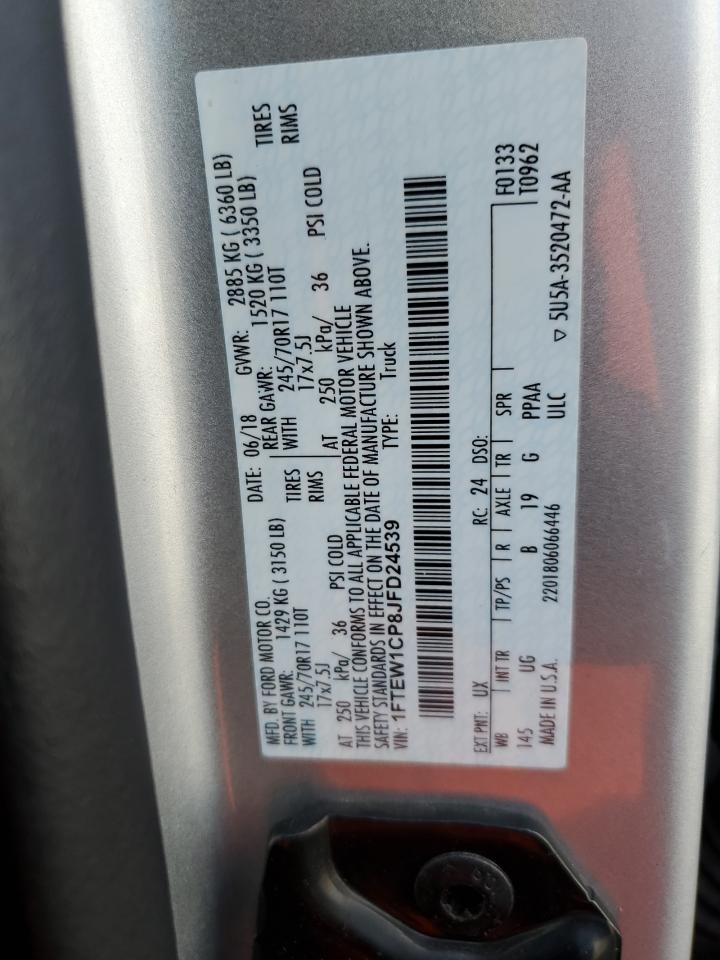 MFD. BY FORD MOTOR CO. DATE: 06/18 GVWR: 2885 KG ( 6360 LB)
FRONT GAWR: 1429 KG ( 3150 LB) REAR GAWR: 1520 KG ( 3350 LB)
WITH 245/70R17 110T TIRES WITH 245/70R17 110T TIRES
17x7.5J RIMS 17x7.5J RIMS
AT 250 kPa/ 36 PSI COLD AT 250 kPa/ 36 PSI COLD
THIS VEHICLE CONFORMS TO ALL APPLICABLE FEDERAL MOTOR VEHICLE
SAFETY STANDARDS IN EFFECT ON THE DATE OF MANUFACTURE SHOWN ABOVE.
VIN: 1FTEW1CP8JFD24539 TYPE: Truck
EXT PNT: UX RC: 24 DSO: F0133
WB INT TR TP/PS R AXLE TR SPR T0962
145 UG B 19 G PPAA
MADE IN U.S.A. 2201806066446 ULC ▽ 5U5A-3520472-AA